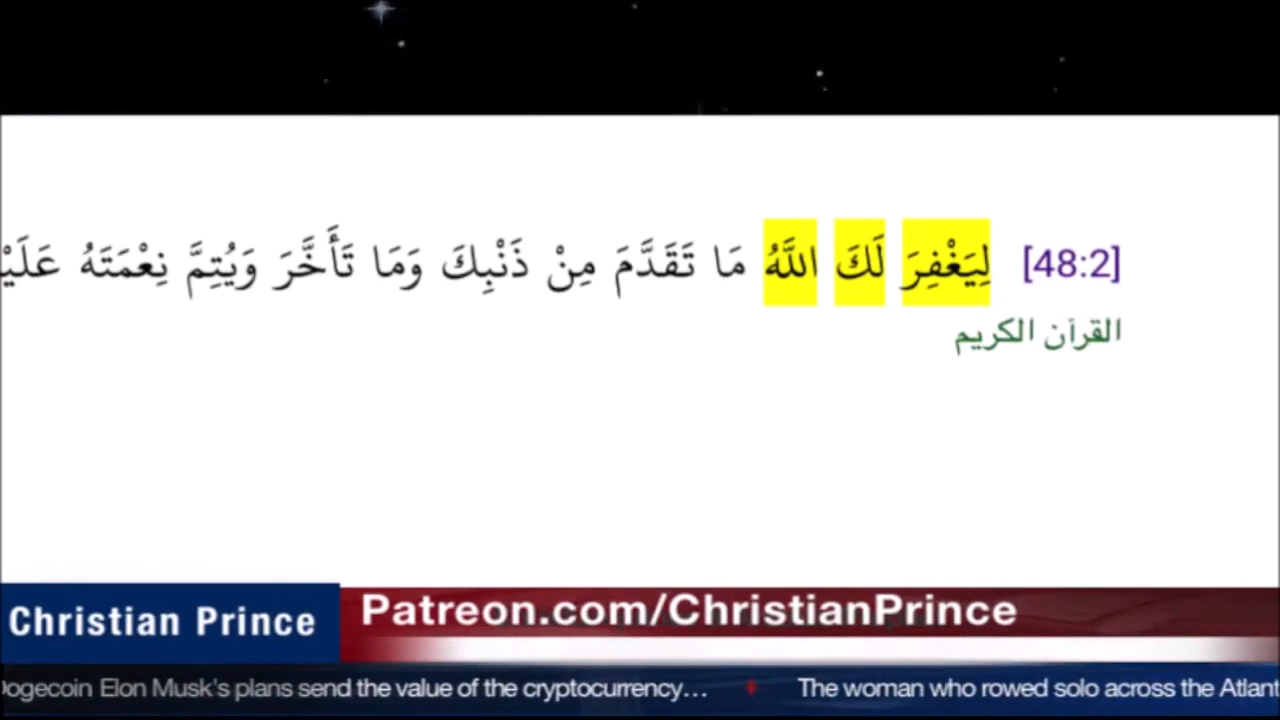 [48:2] لِيَغْفِرَ لَكَ اللَّهُ مَا تَقَدَّمَ مِنْ ذَنْبِكَ وَمَا تَأَخَّرَ وَيُتِمَّ نِعْمَتَهُ
القرآن الكريم
Christian Prince
Patreon.com/ChristianPrince
Elon Musk's plans send the value of the cryptocurrency… ♦ The woman who rowed solo across the